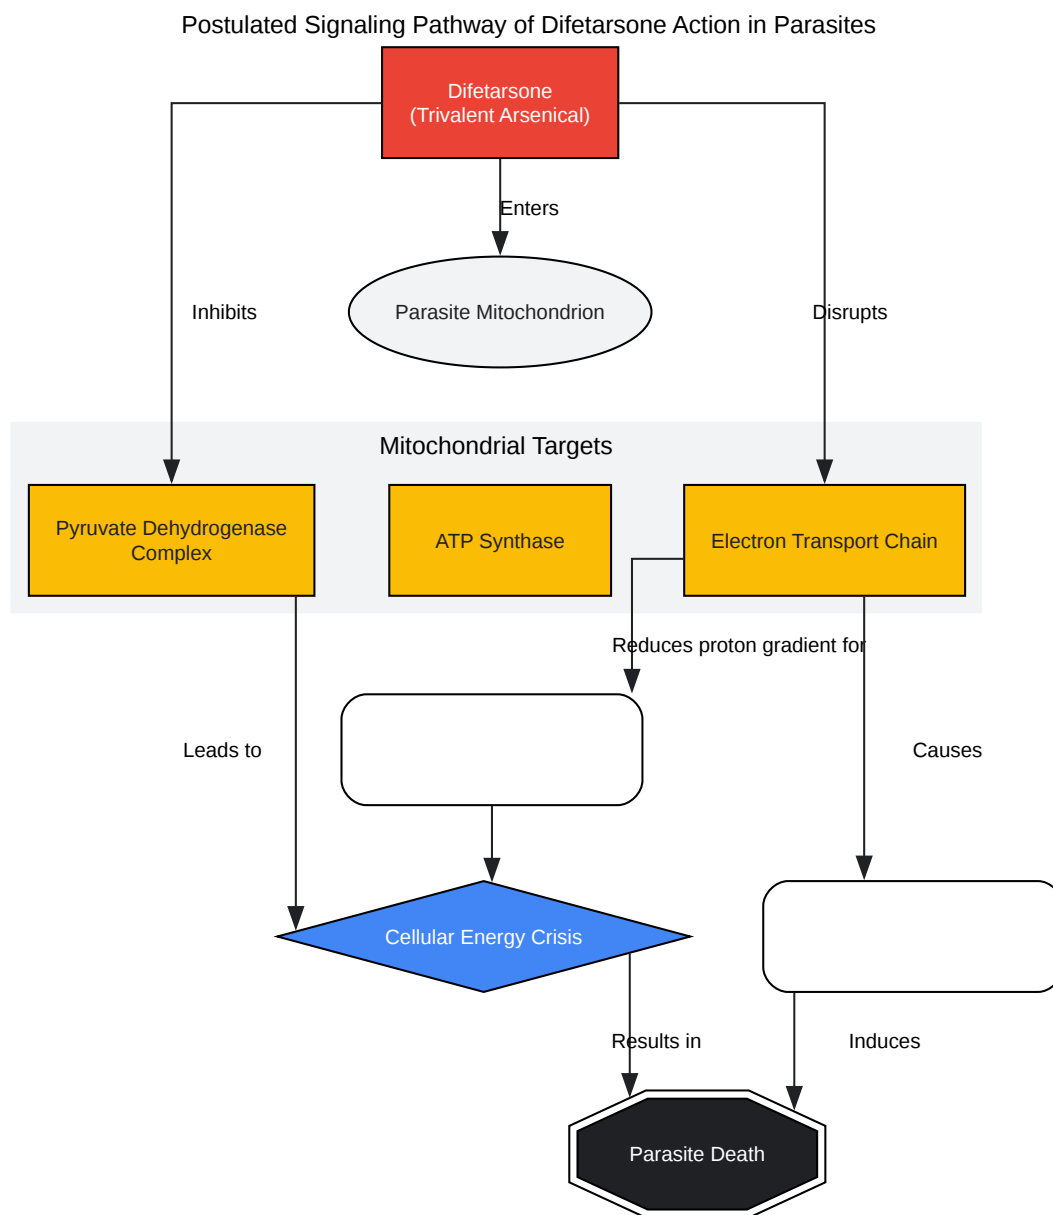 Postulated Signaling Pathway of Difetarsone Action in Parasites
Difetarsone
(Trivalent Arsenical)
Enters
Inhibits
Parasite Mitochondrion
Disrupts
Mitochondrial Targets
Pyruvate Dehydrogenase
Complex
ATP Synthase
Electron Transport Chain
Reduces proton gradient for
Leads to
Causes
Cellular Energy Crisis
Results in
Induces
Parasite Death